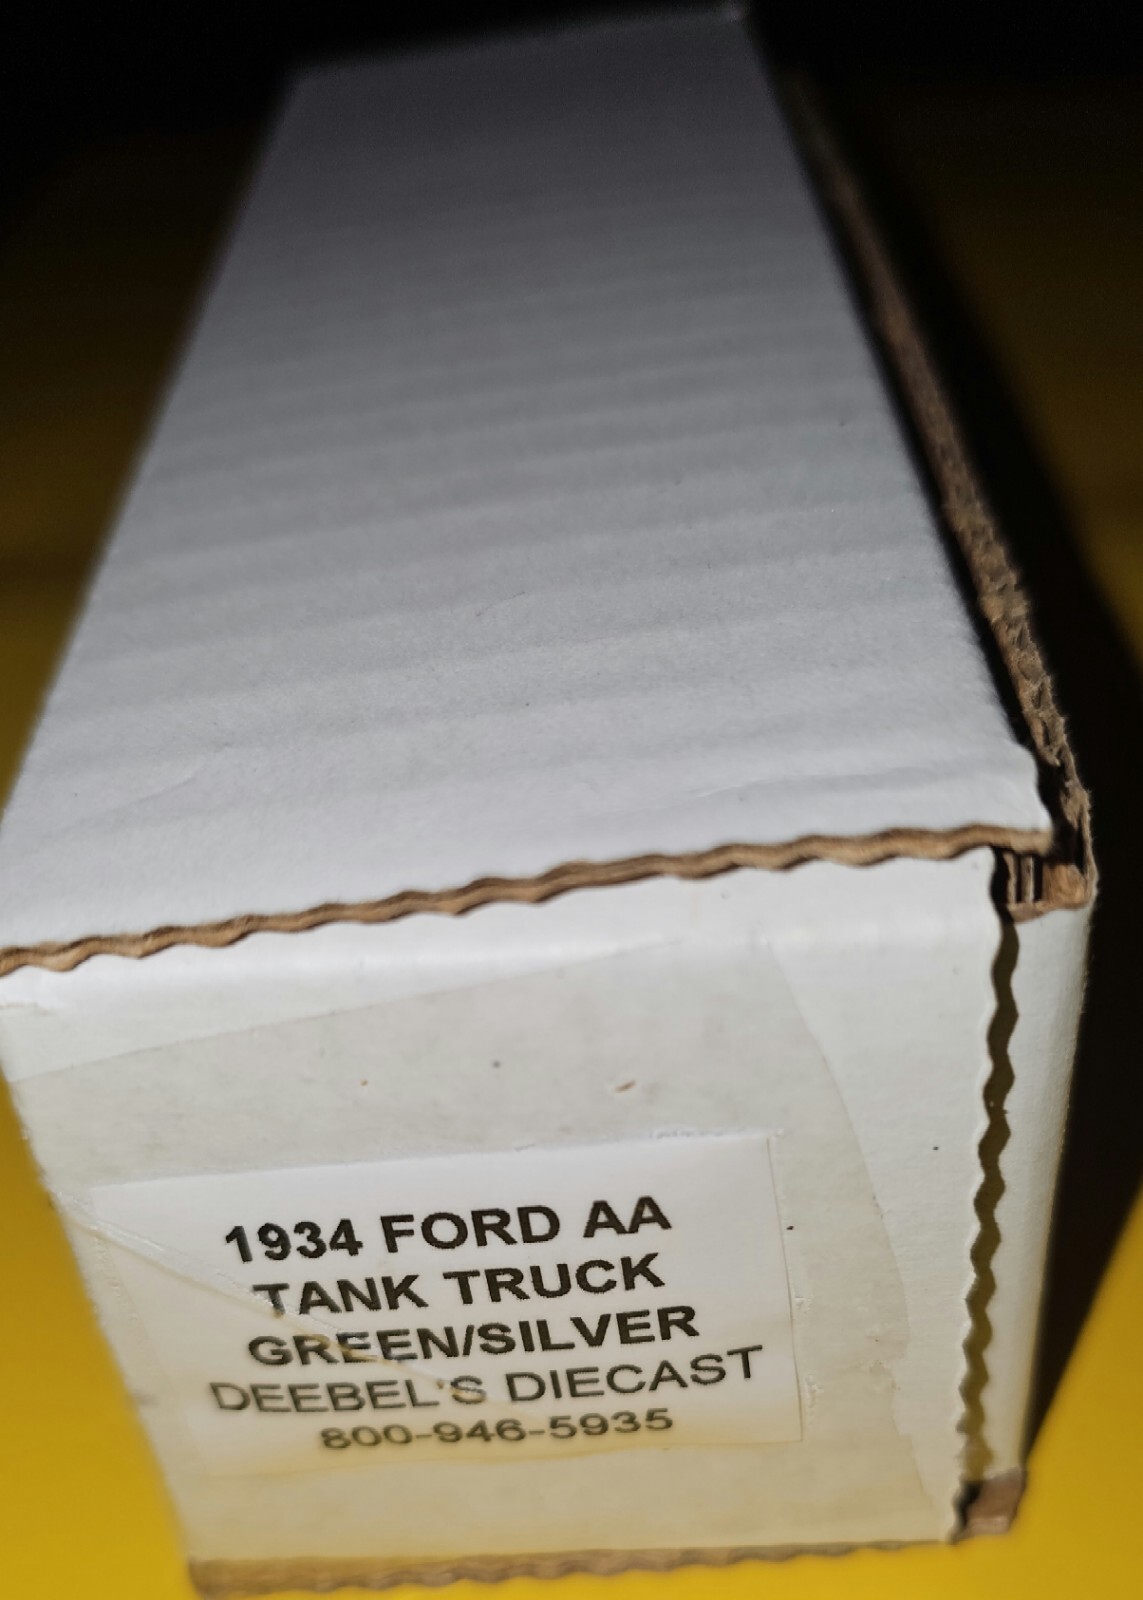 1934 FORD AA
TANK TRUCK
GREEN/SILVER
DEEBEL'S DIECAST
800-946-5935